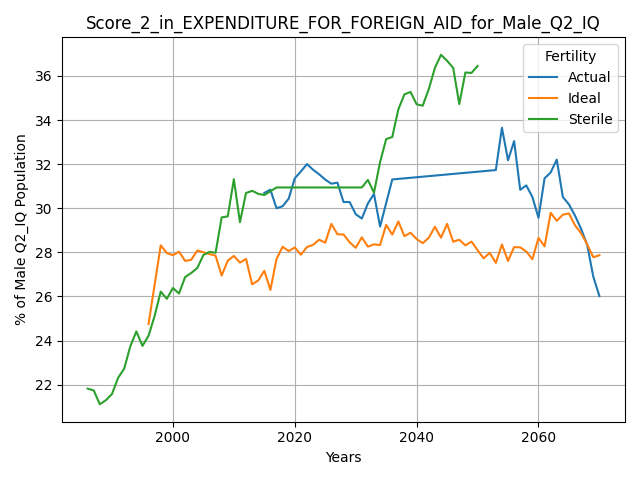 Score_2_in_EXPENDITURE_FOR_FOREIGN_AID_for_Male_Q2_IQ
Fertility
Actual
Ideal
Sterile
% of Male Q2_IQ Population
36
34
32
30
28
26
24
22
2000
2020
2040
2060
Years